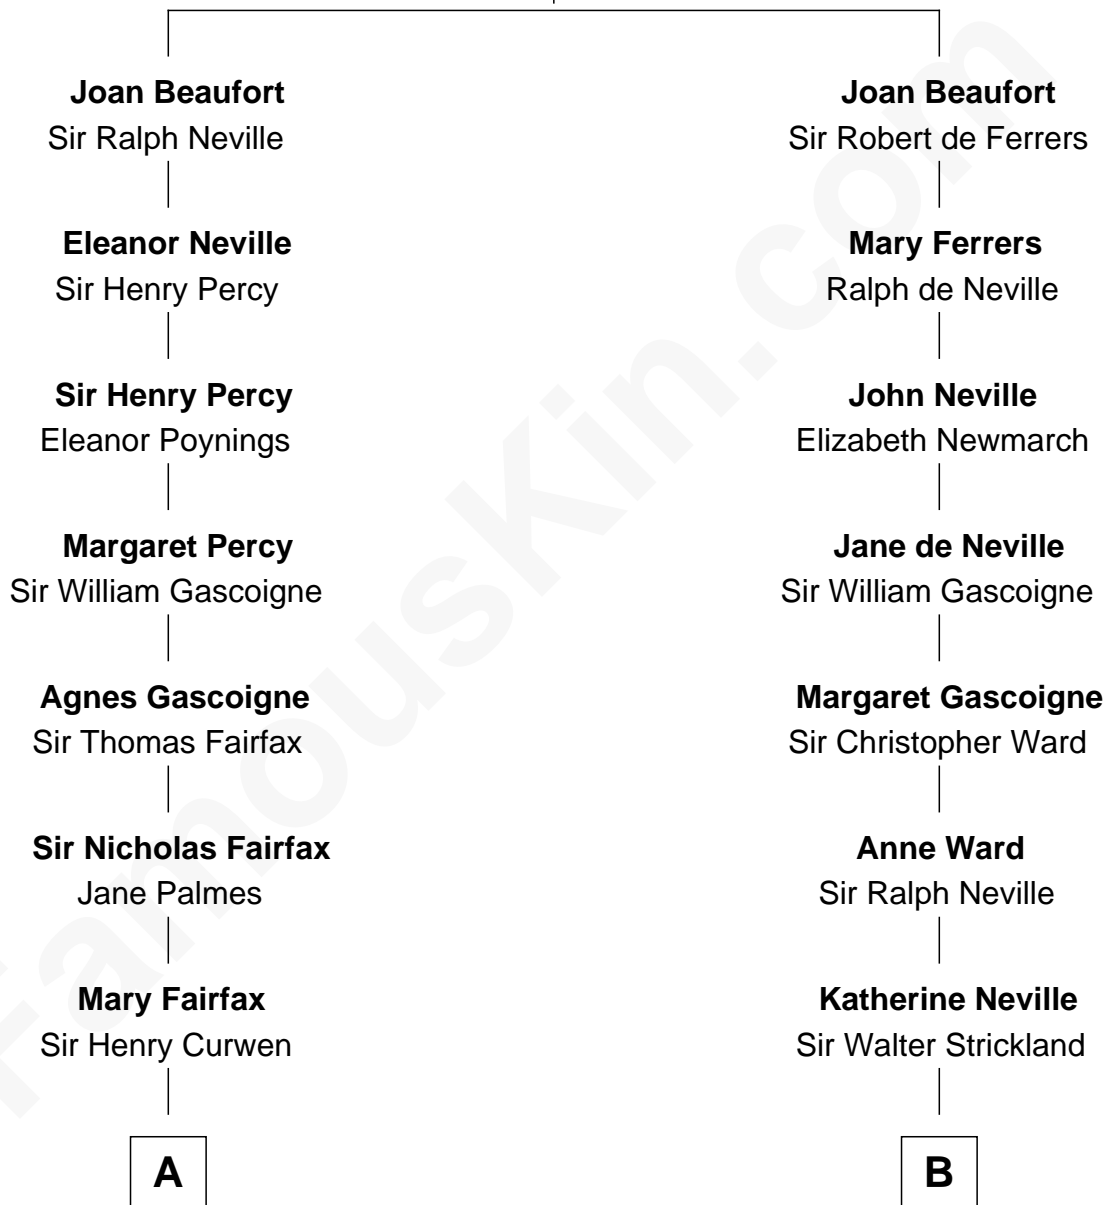 Joan Beaufort
Sir Ralph Neville
Eleanor Neville
Sir Henry Percy
Sir Henry Percy
Eleanor Poynings
Margaret Percy
Sir William Gascoigne
Agnes Gascoigne
Sir Thomas Fairfax
Sir Nicholas Fairfax
Jane Palmes
Mary Fairfax
Sir Henry Curwen
A
Joan Beaufort
Sir Robert de Ferrers
Mary Ferrers
Ralph de Neville
John Neville
Elizabeth Newmarch
Jane de Neville
Sir William Gascoigne
Margaret Gascoigne
Sir Christopher Ward
Anne Ward
Sir Ralph Neville
Katherine Neville
Sir Walter Strickland
B
FamousKin.com